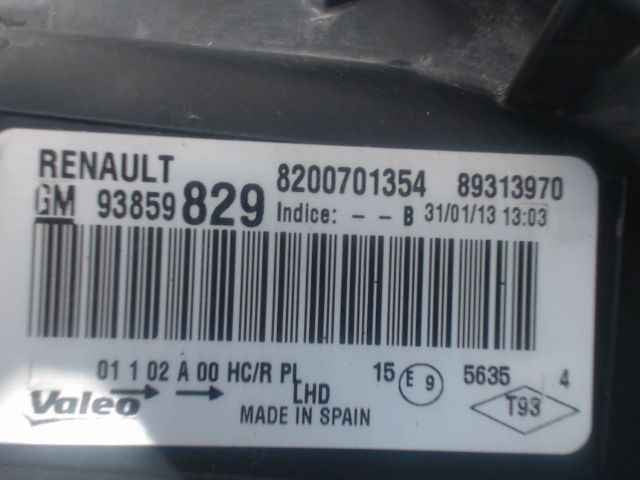 RENAULT 8200701354 89313970
GM 93859 829 Indice: - - B 31/01/13 13:03
01 1 02 A 00 HC/R PL 15 E 9 5635 4
LHD
Valeo MADE IN SPAIN T93